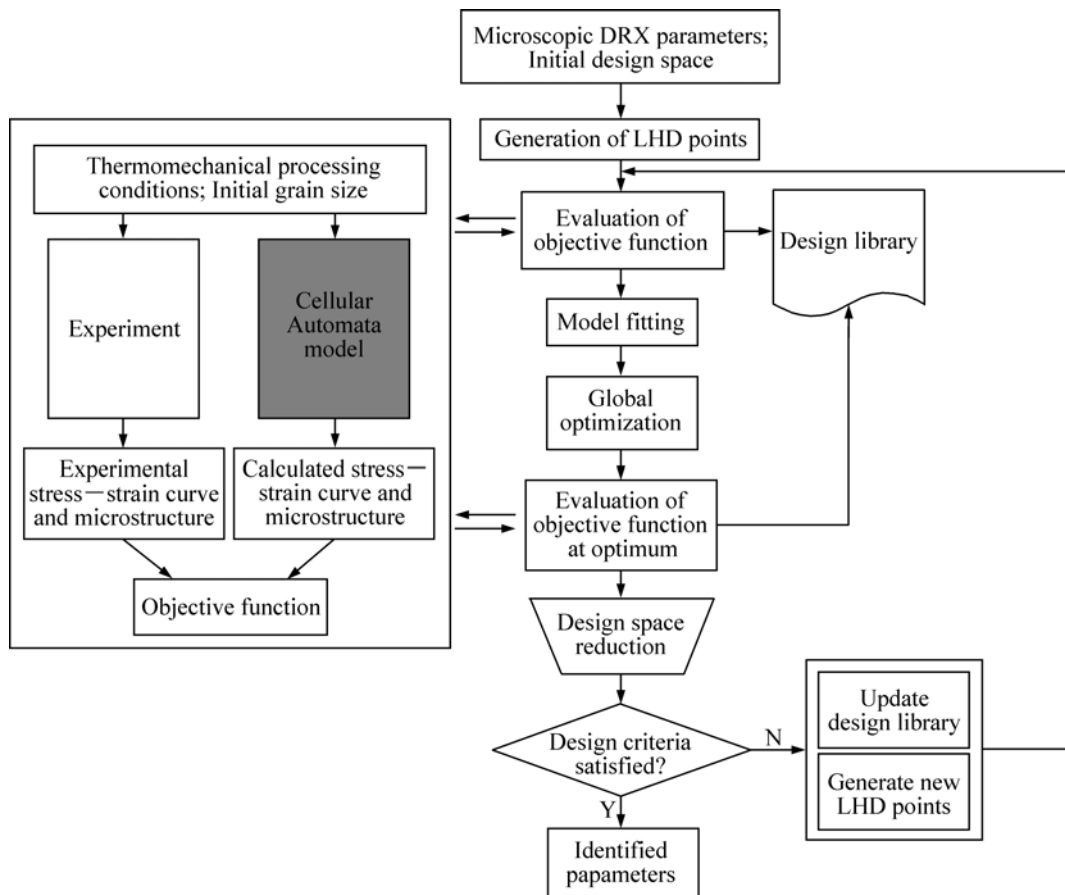 Microscopic DRX parameters;
Initial design space
Generation of LHD points
Thermomechanical processing
conditions; Initial grain size
Evaluation of
objective function
Design library
Experiment
Cellular
Automata
model
Model fitting
Global
optimization
Experimental
stress—strain curve
and microstructure
Calculated stress—
strain curve and
microstructure
Evaluation of
objective function
at optimum
Objective function
Design space
reduction
Design criteria
satisfied?
N
Update
design library
Generate new
LHD points
Y
Identified
papameters